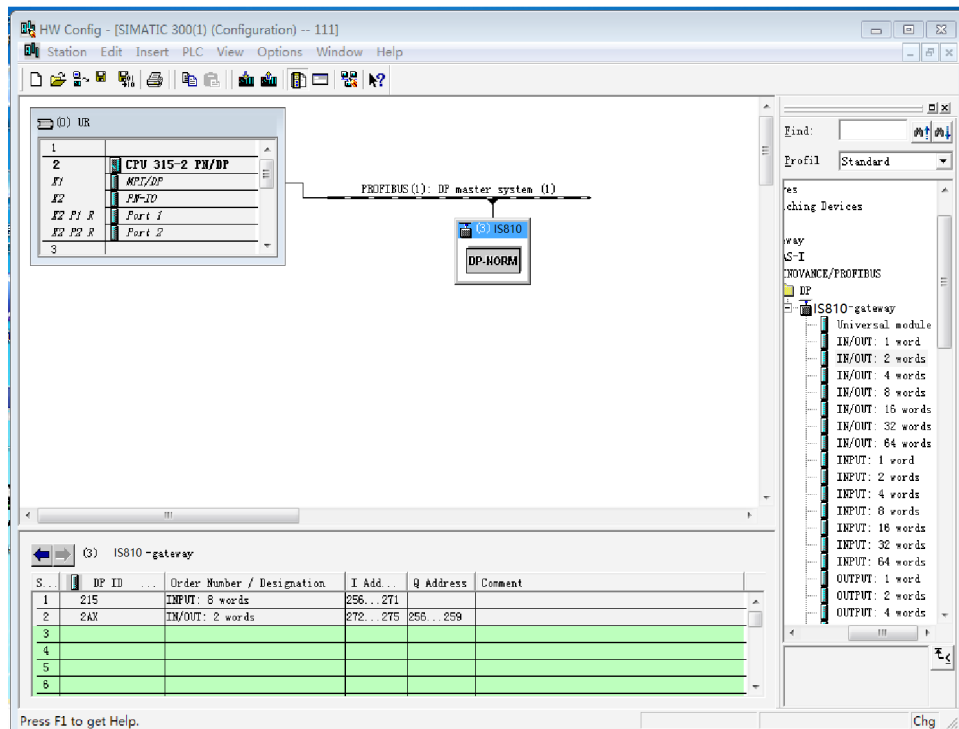 HW Config - [SIMATIC 300(1) (Configuration) -- 111]
Station Edit Insert PLC View Options Window Help
(0) UR
1
2 CPU 315-2 PN/DP
X1 MPI/DP
X2 PN-IO
X2 P1 R Port 1
X2 P2 R Port 2
3
PROFIBUS(1): DP master system (1)
(3) IS810
DP-NORM
Find:
Profil Standard
res
ching Devices
way
AS-I
INOVANCE/PROFIBUS
DP
IS810-gateway
Universal module
IN/OUT: 1 word
IN/OUT: 2 words
IN/OUT: 4 words
IN/OUT: 8 words
IN/OUT: 16 words
IN/OUT: 32 words
IN/OUT: 64 words
INPUT: 1 word
INPUT: 2 words
INPUT: 4 words
INPUT: 8 words
INPUT: 16 words
INPUT: 32 words
INPUT: 64 words
OUTPUT: 1 word
OUTPUT: 2 words
OUTPUT: 4 words
(3) IS810-gateway
S... DP ID ... Order Number / Designation I Add... Q Address Comment
1 215 INPUT: 8 words 256...271
2 2AX IN/OUT: 2 words 272...275 256...259
3
4
5
6
Press F1 to get Help.
Chg